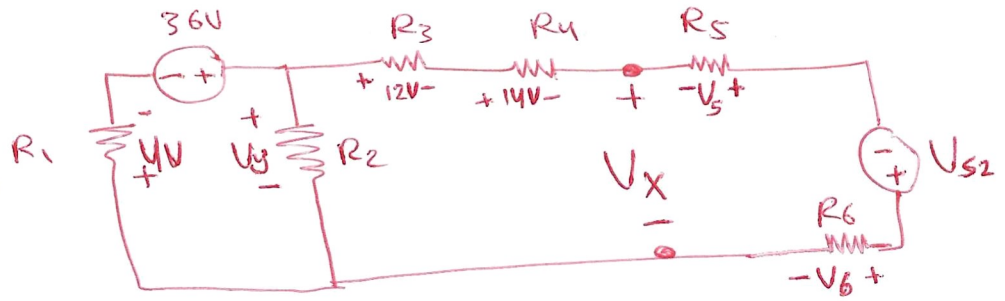 36V
R3 R4 R5
- +
+ 12V - + 14V - + - V5 +
R1 - 4V + + Vy - R2
Vx
-
- + VS2
R6
- V6 +